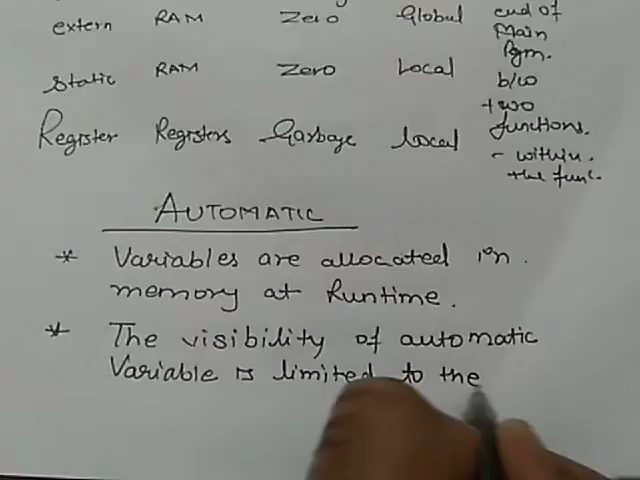 extern RAM Zero Global end of
Main
Pgm.
Static RAM Zero Local b/w
two
functions.
Register Registers Garbage Local - within.
the func.
AUTOMATIC
* Variables are allocated in.
memory at Runtime.
* The visibility of automatic
Variable is limited to the